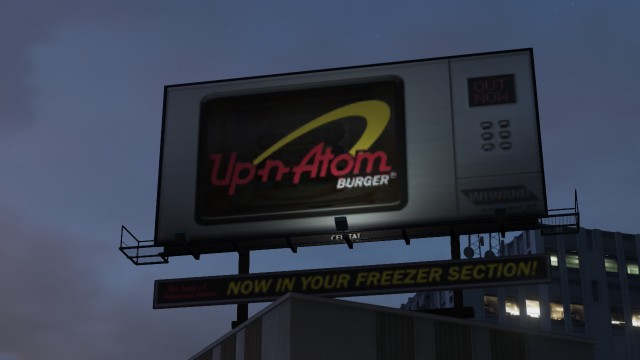 OUT
NOW
Up-n-Atom
BURGER®
NOW IN YOUR FREEZER SECTION!